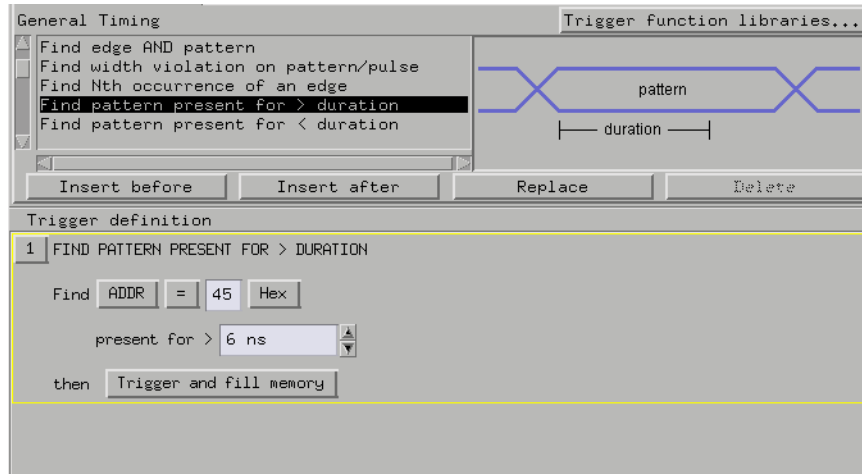 General Timing
Trigger function libraries...
Find edge AND pattern
Find width violation on pattern/pulse
Find Nth occurrence of an edge
Find pattern present for > duration
Find pattern present for < duration
pattern
duration
Insert before
Insert after
Replace
Delete
Trigger definition
1 FIND PATTERN PRESENT FOR > DURATION
Find ADDR = 45 Hex
present for > 6 ns
then Trigger and fill memory